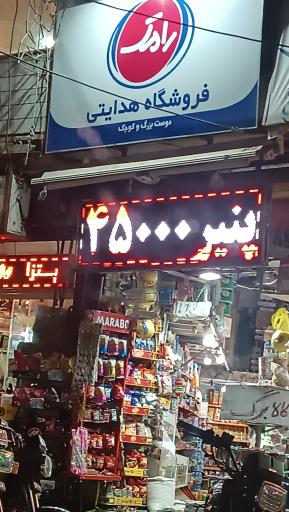 رامک
فروشگاه هدایتی
دوست بزرگ و کوچک
پنیر ۴۵۰۰۰
پیتزا
MARABO